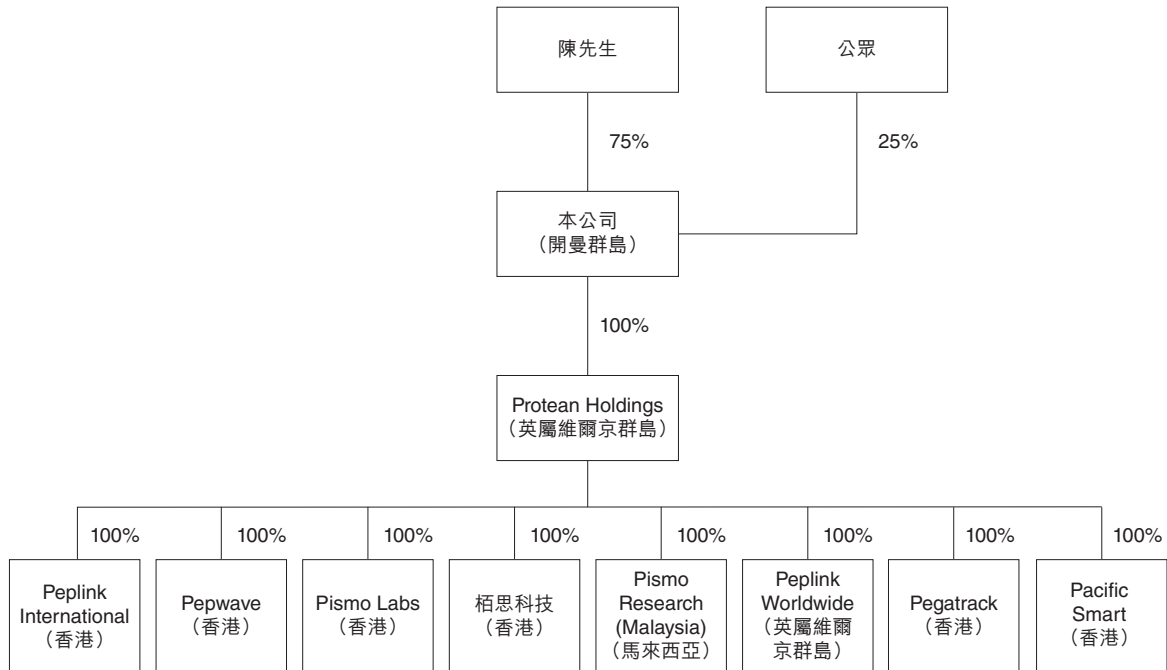 陳先生
公眾
75%
25%
本公司
（開曼群島）
100%
Protean Holdings
（英屬維爾京群島）
100%
100%
100%
100%
100%
100%
100%
100%
Peplink
International
（香港）
Pepwave
（香港）
Pismo Labs
（香港）
栢思科技
（香港）
Pismo
Research
(Malaysia)
（馬來西亞）
Peplink
Worldwide
（英屬維爾
京群島）
Pegatrack
（香港）
Pacific
Smart
（香港）